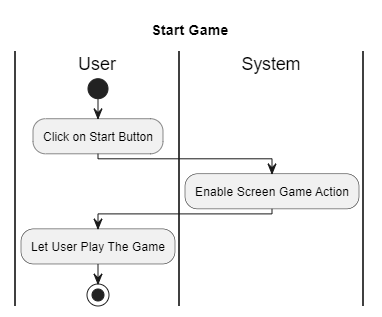 Start Game
User
System
Click on Start Button
Enable Screen Game Action
Let User Play The Game